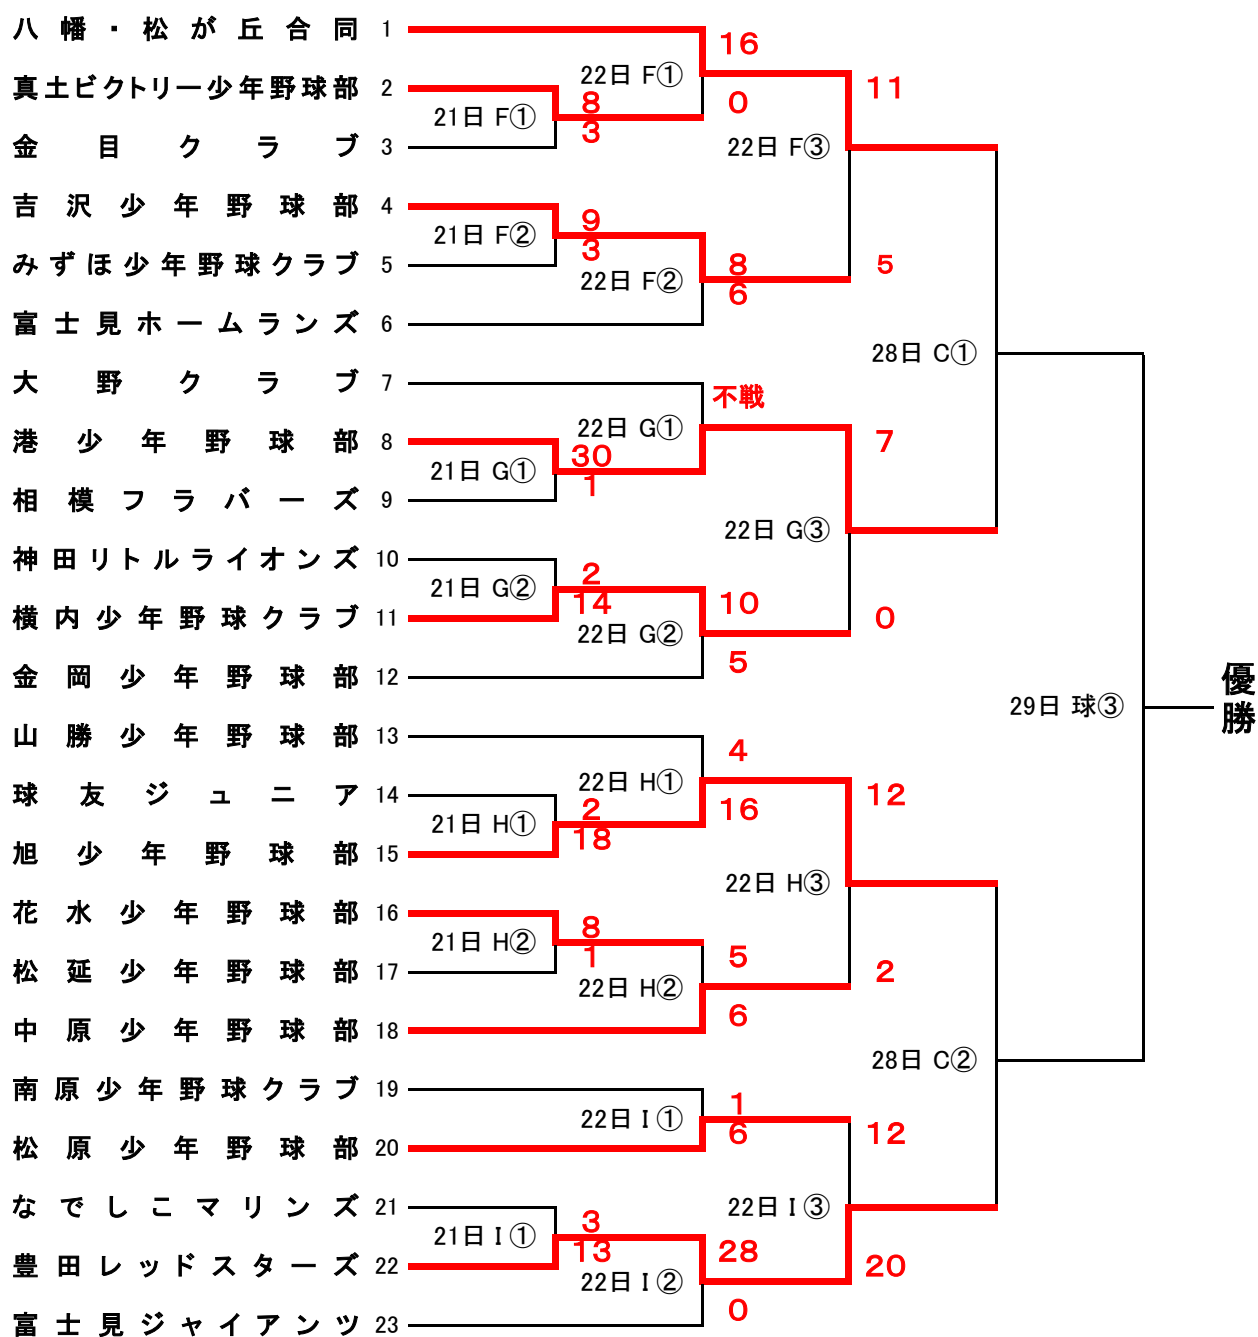 八幡・松が丘合同 1
16
22日 F①
11
真土ビクトリー少年野球部 2
8
0
21日 F①
3
金目クラブ 3
22日 F③
吉沢少年野球部 4
9
21日 F②
3
5
みずほ少年野球クラブ 5
8
22日 F②
6
富士見ホームランズ 6
28日 C①
大野クラブ 7
不戦
22日 G①
港少年野球部 8
7
30
21日 G①
1
相模フラバーズ 9
22日 G③
神田リトルライオンズ 10
2
21日 G②
14
10
横内少年野球クラブ 11
0
22日 G②
5
金岡少年野球部 12
優勝
29日 球③
山勝少年野球部 13
4
22日 H①
球友ジュニア 14
12
2
16
21日 H①
18
旭少年野球部 15
22日 H③
花水少年野球部 16
8
21日 H②
1
5
松延少年野球部 17
2
22日 H②
6
中原少年野球部 18
28日 C②
南原少年野球クラブ 19
1
22日 I①
6
12
松原少年野球部 20
なでしこマリンズ 21
22日 I③
3
21日 I①
13
28
豊田レッドスターズ 22
20
22日 I②
0
富士見ジャイアンツ 23